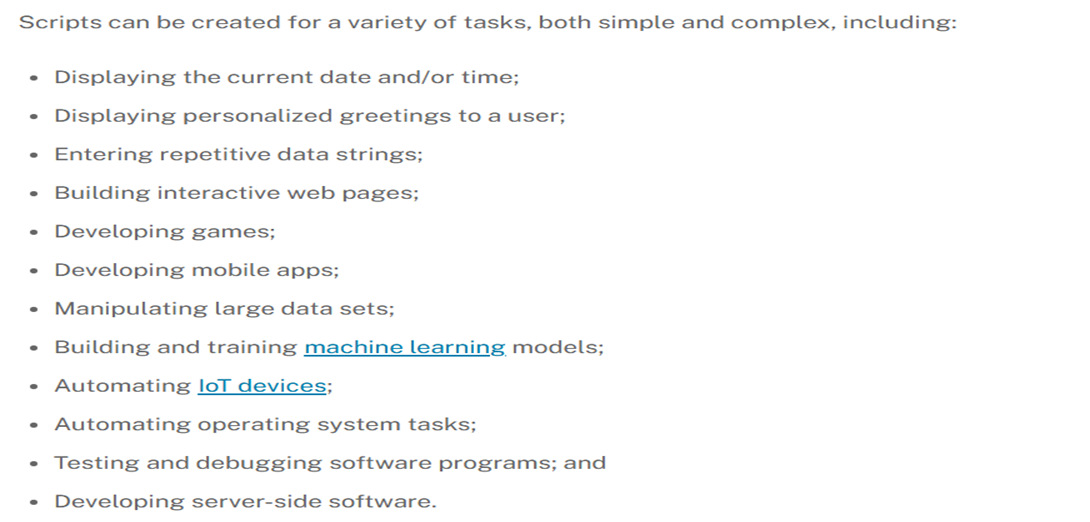 Scripts can be created for a variety of tasks, both simple and complex, including:
• Displaying the current date and/or time;
• Displaying personalized greetings to a user;
• Entering repetitive data strings;
• Building interactive web pages;
• Developing games;
• Developing mobile apps;
• Manipulating large data sets;
• Building and training machine learning models;
• Automating IoT devices;
• Automating operating system tasks;
• Testing and debugging software programs; and
• Developing server-side software.